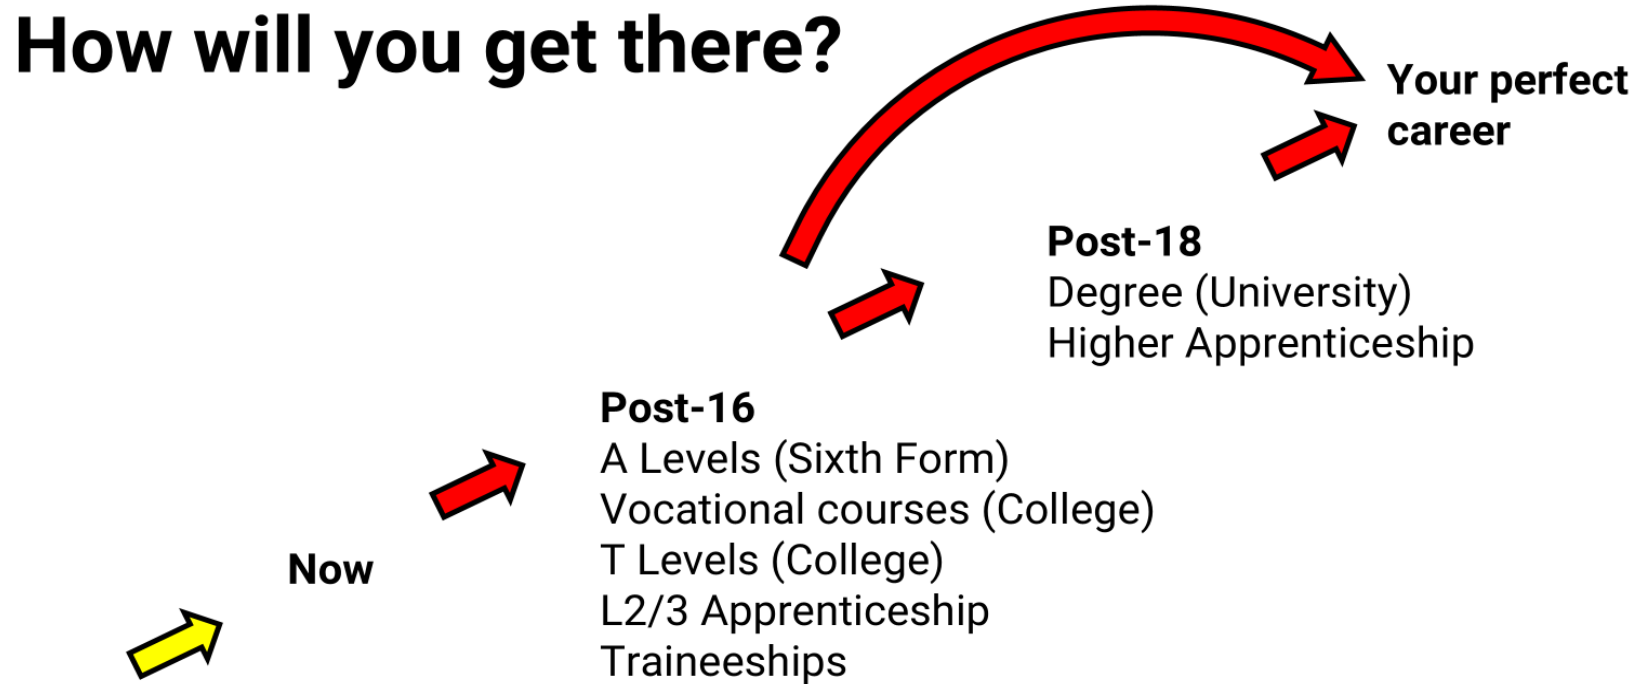 How will you get there?
Your perfect
career
Post-18
Degree (University)
Higher Apprenticeship
Post-16
A Levels (Sixth Form)
Vocational courses (College)
T Levels (College)
L2/3 Apprenticeship
Traineeships
Now